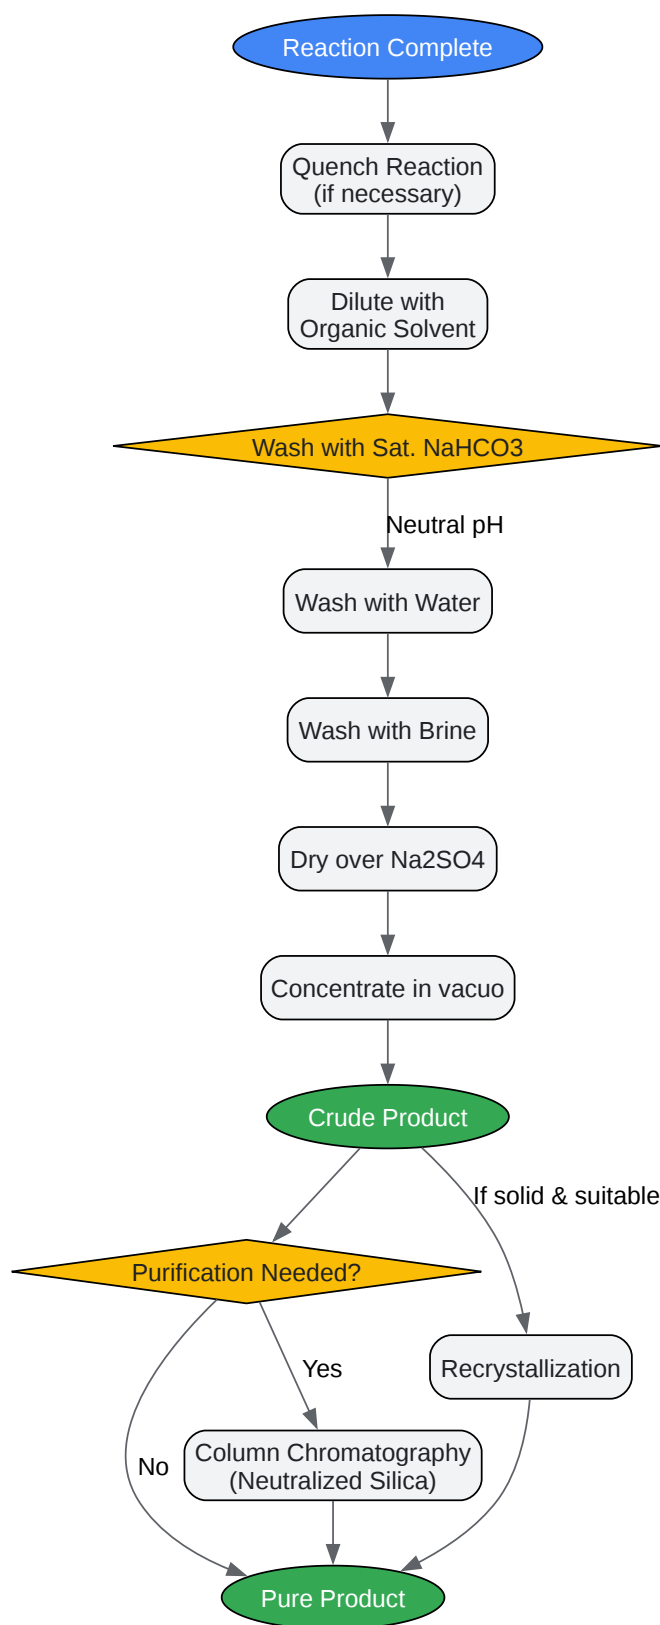 Reaction Complete
Quench Reaction
(if necessary)
Dilute with
Organic Solvent
Wash with Sat. NaHCO3
Neutral pH
Wash with Water
Wash with Brine
Dry over Na2SO4
Concentrate in vacuo
Crude Product
If solid & suitable
Purification Needed?
Yes
Recrystallization
Column Chromatography
(Neutralized Silica)
No
Pure Product